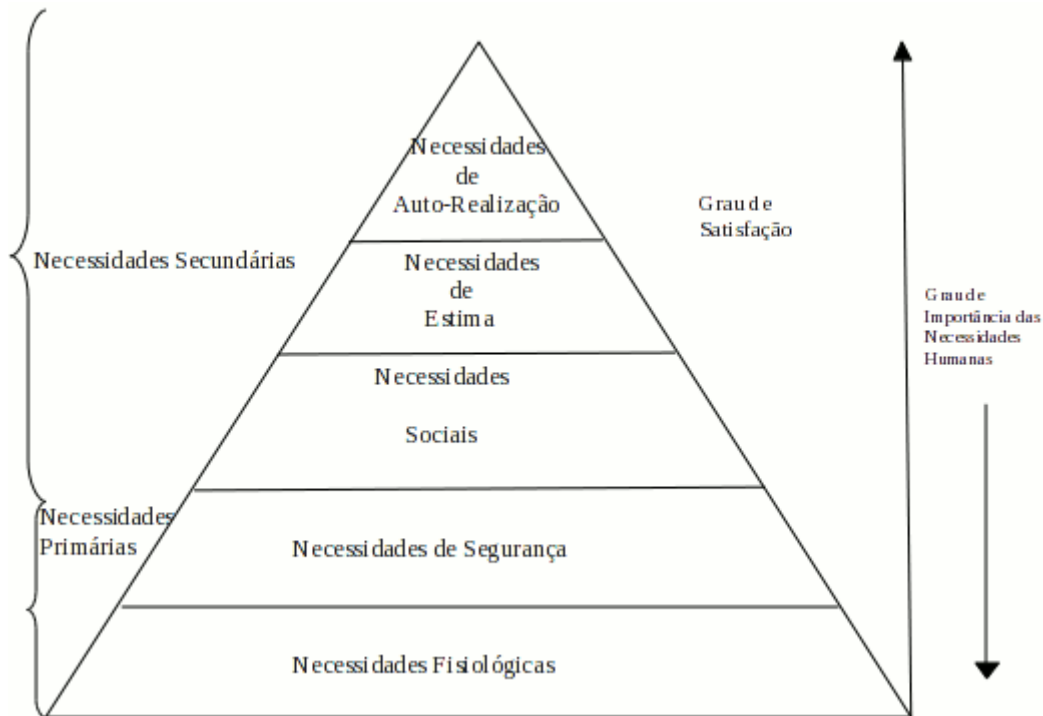 Necessidades
de
Auto-Realização
Necessidades
de
Estima
Necessidades
Sociais
Necessidades de Segurança
Necessidades Fisiológicas
Necessidades Secundárias
Necessidades
Primárias
Grau de
Satisfação
Grau de
Importância das
Necessidades
Humanas